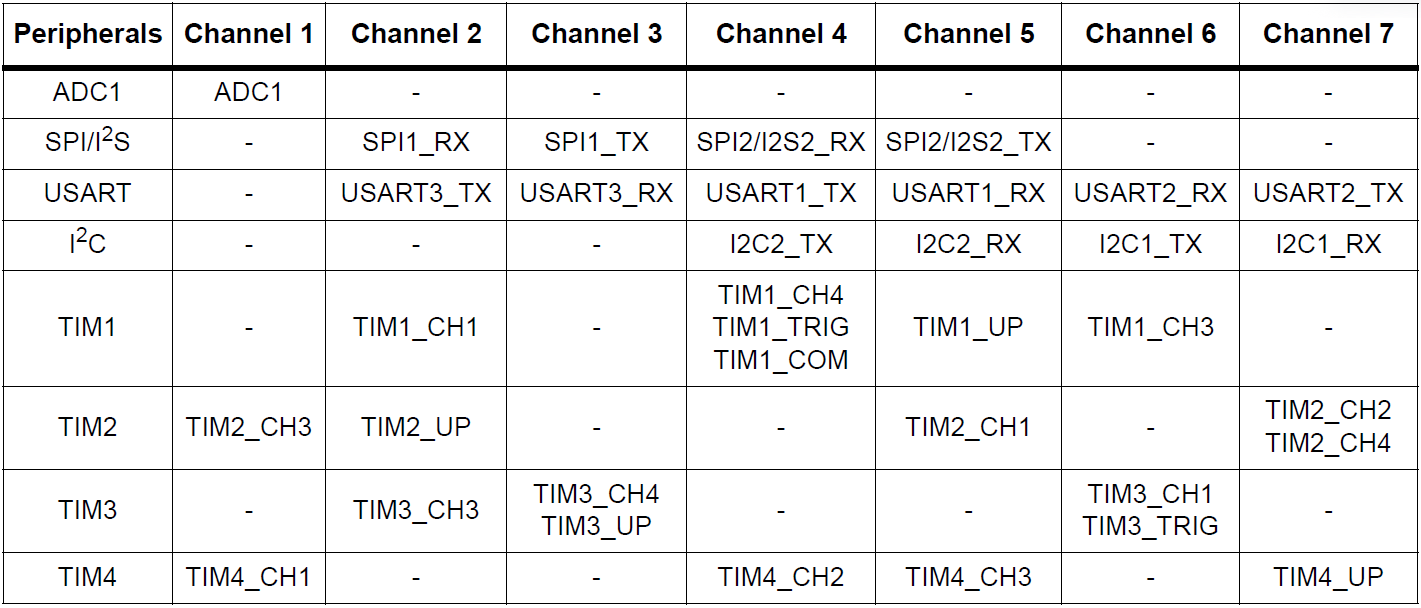 Peripherals Channel 1 Channel 2 Channel 3 Channel 4 Channel 5 Channel 6 Channel 7
ADC1 ADC1 - - - - - -
SPI/I²S - SPI1_RX SPI1_TX SPI2/I2S2_RX SPI2/I2S2_TX - -
USART - USART3_TX USART3_RX USART1_TX USART1_RX USART2_RX USART2_TX
I²C - - - I2C2_TX I2C2_RX I2C1_TX I2C1_RX
TIM1 - TIM1_CH1 - TIM1_CH4
TIM1_TRIG
TIM1_COM TIM1_UP TIM1_CH3 -
TIM2 TIM2_CH3 TIM2_UP - - TIM2_CH1 - TIM2_CH2
TIM2_CH4
TIM3 - TIM3_CH3 TIM3_CH4
TIM3_UP - - TIM3_CH1
TIM3_TRIG -
TIM4 TIM4_CH1 - - TIM4_CH2 TIM4_CH3 - TIM4_UP